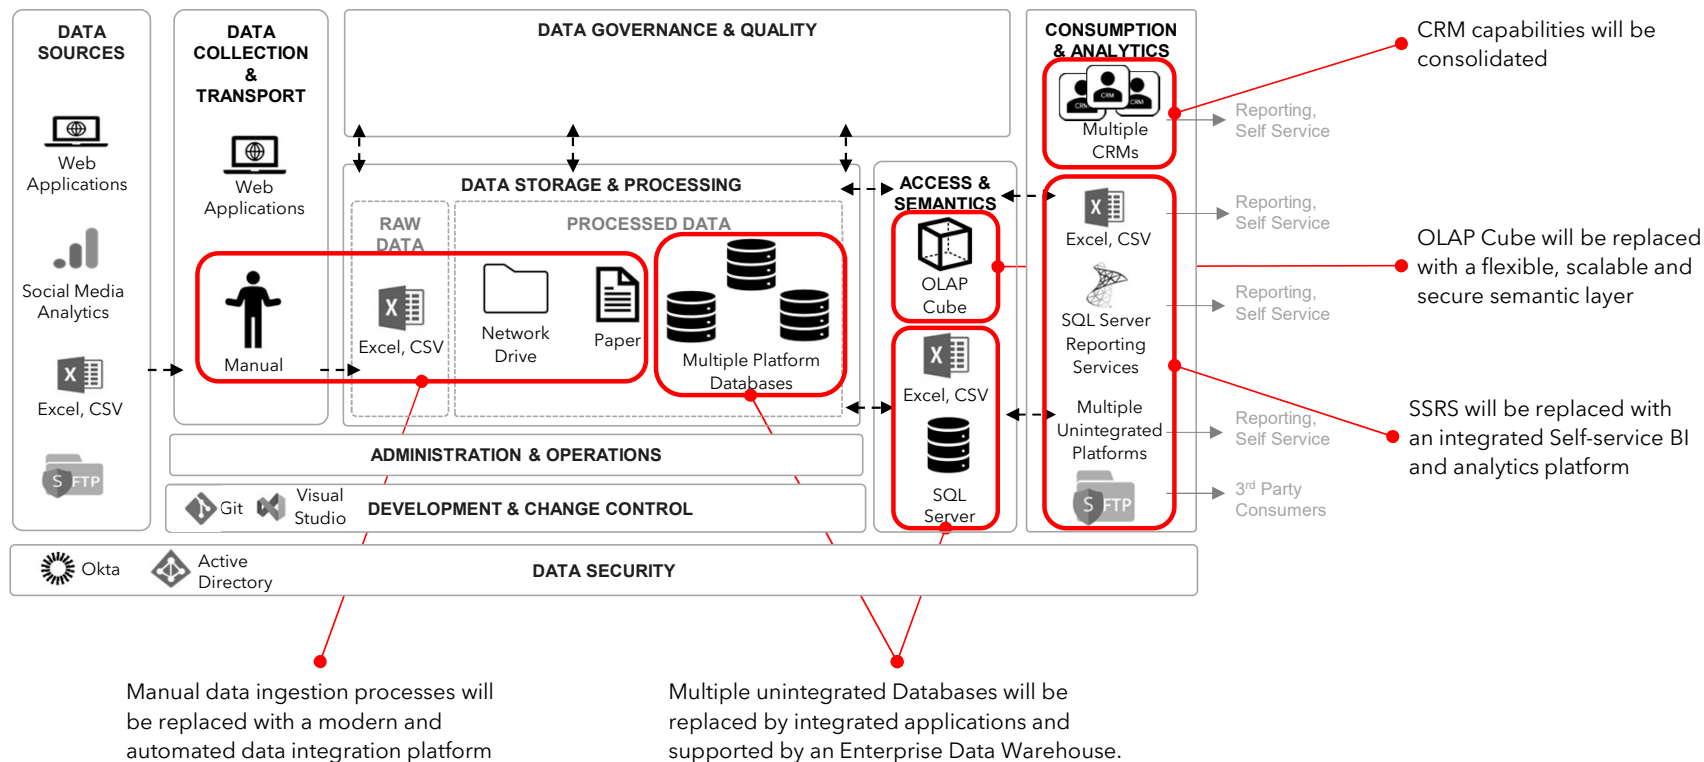 DATA
SOURCES
Web
Applications
Social Media
Analytics
Excel, CSV
S FTP
DATA
COLLECTION
&
TRANSPORT
Web
Applications
Manual
DATA GOVERNANCE & QUALITY
DATA STORAGE & PROCESSING
RAW
DATA
Excel, CSV
PROCESSED DATA
Network
Drive
Paper
Multiple Platform
Databases
ADMINISTRATION & OPERATIONS
Git
Visual
Studio
DEVELOPMENT & CHANGE CONTROL
ACCESS &
SEMANTICS
OLAP
Cube
Excel, CSV
SQL
Server
CONSUMPTION
& ANALYTICS
CRM
CRM
CRM
Multiple
CRMs
Excel, CSV
SQL Server
Reporting
Services
Multiple
Unintegrated
Platforms
S FTP
Reporting,
Self Service
Reporting,
Self Service
Reporting,
Self Service
Reporting,
Self Service
3rd Party
Consumers
Okta
Active
Directory
DATA SECURITY
CRM capabilities will be
consolidated
OLAP Cube will be replaced
with a flexible, scalable and
secure semantic layer
SSRS will be replaced with
an integrated Self-service BI
and analytics platform
Manual data ingestion processes will
be replaced with a modern and
automated data integration platform
Multiple unintegrated Databases will be
replaced by integrated applications and
supported by an Enterprise Data Warehouse.